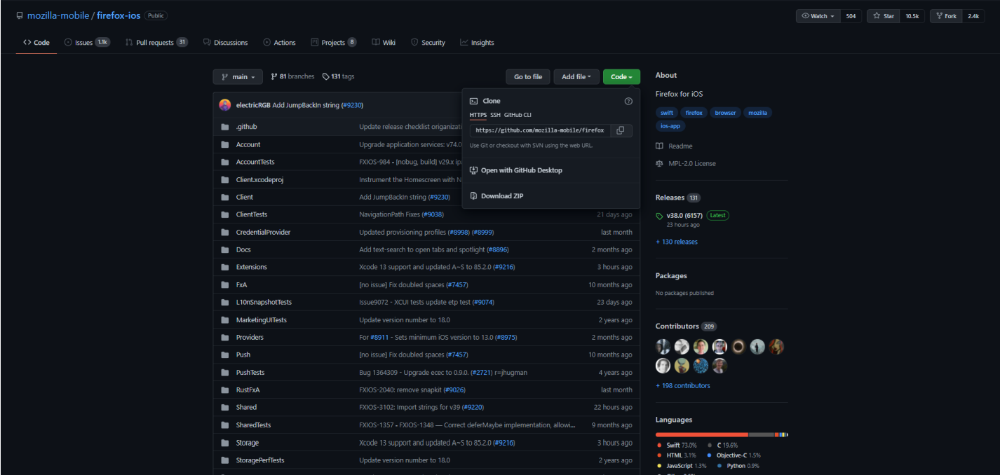 mozilla-mobile / firefox-ios Public
Watch 504 Star 10.5k Fork 2.4k
<> Code Issues 1.1k Pull requests 31 Discussions Actions Projects 8 Wiki Security Insights
main 81 branches 131 tags Go to file Add file Code
electricRGB Add JumpBackIn string (#9230)
Clone
HTTPS SSH GitHub CLI
https://github.com/mozilla-mobile/firefox
Use Git or checkout with SVN using the web URL.
Open with GitHub Desktop
Download ZIP
.github Update release checklist origanizati
Account Upgrade application services: v74.0
AccountTests FXIOS-984 - [nobug, build] v29.x ip
Client.xcodeproj Instrument the Homescreen with N
Client Add JumpBackIn string (#9230)
ClientTests NavigationPath Fixes (#9038) 21 days ago
CredentialProvider Updated provisioning profiles (#8998) (#8999) last month
Docs Add text-search to open tabs and spotlight (#8896) 2 months ago
Extensions Xcode 13 support and updated A~S to 85.2.0 (#9216) 3 hours ago
FxA [no issue] Fix doubled spaces (#7457) 10 months ago
L10nSnapshotTests Issue9072 - XCUI tests update etp test (#9074) 23 days ago
MarketingUITests Update version number to 18.0 2 years ago
Providers For #8911 - Sets minimum iOS version to 13.0 (#8975) 2 months ago
Push [no issue] Fix doubled spaces (#7457) 10 months ago
PushTests Bug 1364309 - Upgrade ecec to 0.9.0. (#2721) r=jhugman 4 years ago
RustFxA FXIOS-2040: remove snapkit (#9026) last month
Shared FXIOS-3102: Import strings for v39 (#9220) 22 hours ago
SharedTests FXIOS-1357 - FXIOS-1348 — Correct deferMaybe implementation, allowi... 9 months ago
Storage Xcode 13 support and updated A~S to 85.2.0 (#9216) 3 hours ago
StoragePerfTests Update version number to 18.0 2 years ago
About
Firefox for iOS
swift firefox browser mozilla
ios-app
Readme
MPL-2.0 License
Releases 131
v38.0 (6157) Latest
23 hours ago
+ 130 releases
Packages
No packages published
Contributors 209
+ 198 contributors
Languages
Swift 73.0% C 19.6%
HTML 3.1% Objective-C 1.5%
JavaScript 1.3% Python 0.9%